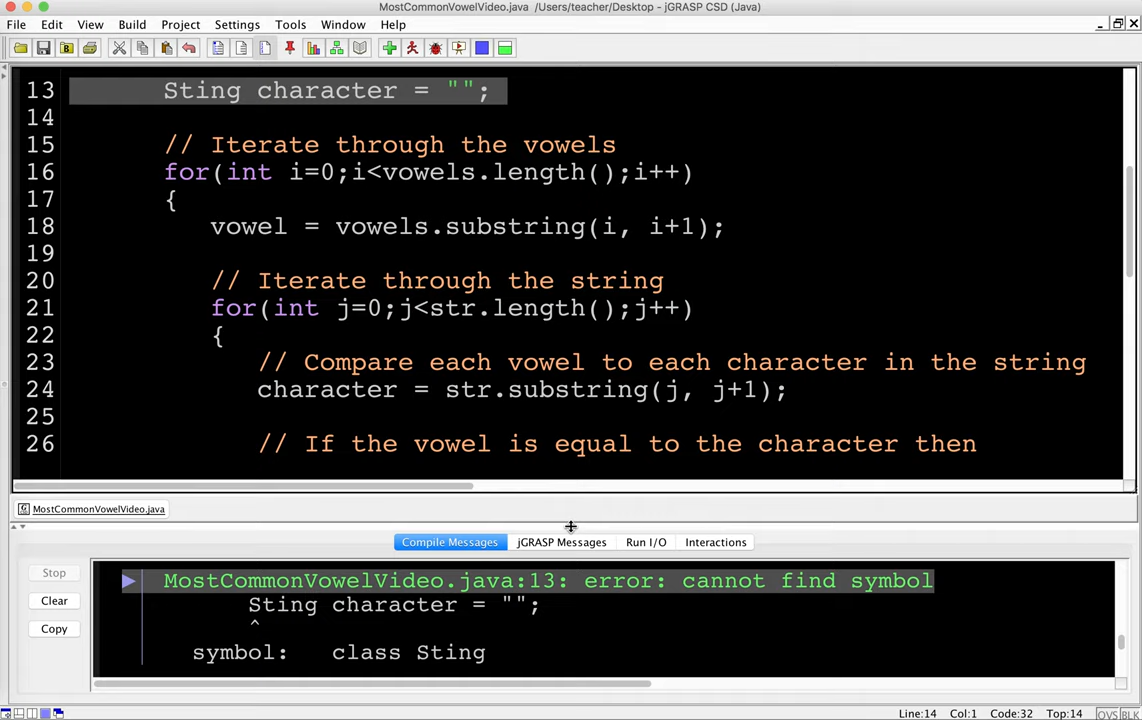 MostCommonVowelVideo.java /Users/teacher/Desktop - jGRASP CSD (Java)
File Edit View Build Project Settings Tools Window Help
13 Sting character = "";
14
15 // Iterate through the vowels
16 for(int i=0;i<vowels.length();i++)
17 {
18 vowel = vowels.substring(i, i+1);
19
20 // Iterate through the string
21 for(int j=0;j<str.length();j++)
22 {
23 // Compare each vowel to each character in the string
24 character = str.substring(j, j+1);
25
26 // If the vowel is equal to the character then
MostCommonVowelVideo.java
Compile Messages jGRASP Messages Run I/O Interactions
Stop
Clear
Copy
MostCommonVowelVideo.java:13: error: cannot find symbol
Sting character = "";
^
symbol: class Sting
Line:14 Col:1 Code:32 Top:14 OVS BLK